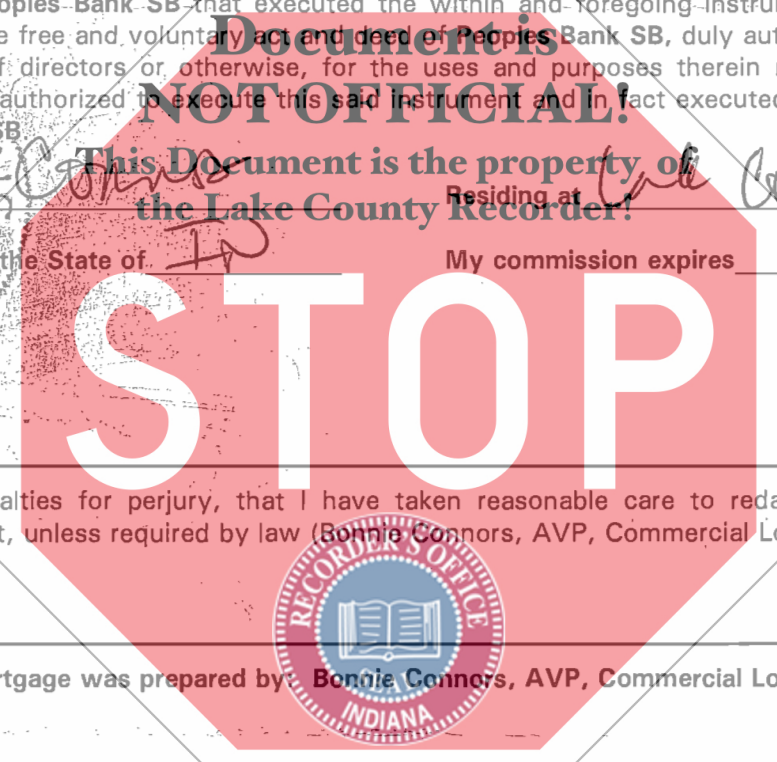 oples Bank SB that executed the within and foregoing instru
e free and voluntary act and deed of Peoples Bank SB, duly aut
Document is
f directors or otherwise, for the uses and purposes therein
authorized to execute this said instrument and in fact executed
NOT OFFICIAL!
SB
This Document is the property of
the Lake County Recorder!
Residing at Lake Co
the State of IN My commission expires
STOP
alties for perjury, that I have taken reasonable care to reda
t, unless required by law (Bonnie Connors, AVP, Commercial Lo
RECORDER'S OFFICE
INDIANA
rtgage was prepared by: Bonnie Connors, AVP, Commercial Lo